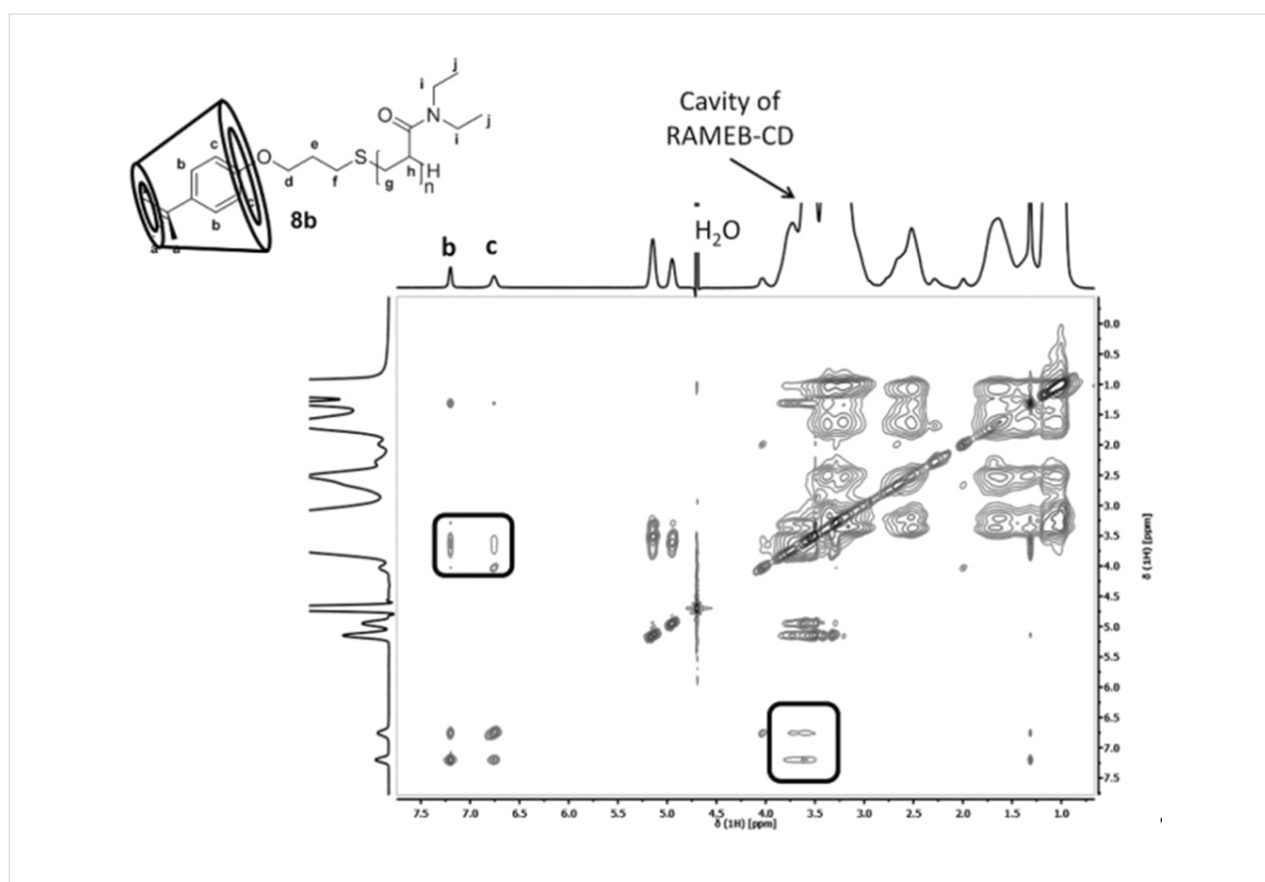 j
i
O
N
j
i
c
e
b
O
S
H
h
n
d
f
g
b
8b
Cavity of
RAMEB-CD
H₂O
b c
0.0
0.5
1.0
1.5
2.0
2.5
3.0
3.5
4.0
4.5
5.0
5.5
6.0
6.5
7.0
7.5
δ (1H) [ppm]
7.5 7.0 6.5 6.0 5.5 5.0 4.5 4.0 3.5 3.0 2.5 2.0 1.5 1.0
δ (1H) [ppm]